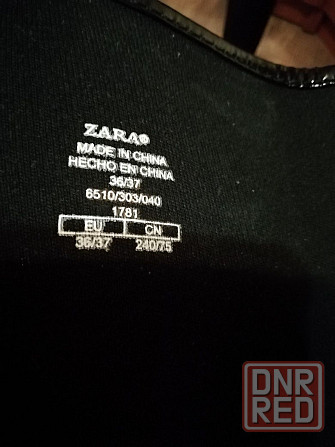 ZARA®
MADE IN CHINA
HECHO EN CHINA
36/37
6510/303/040
1781
EU CN
36/37 240/75
DNR
RED